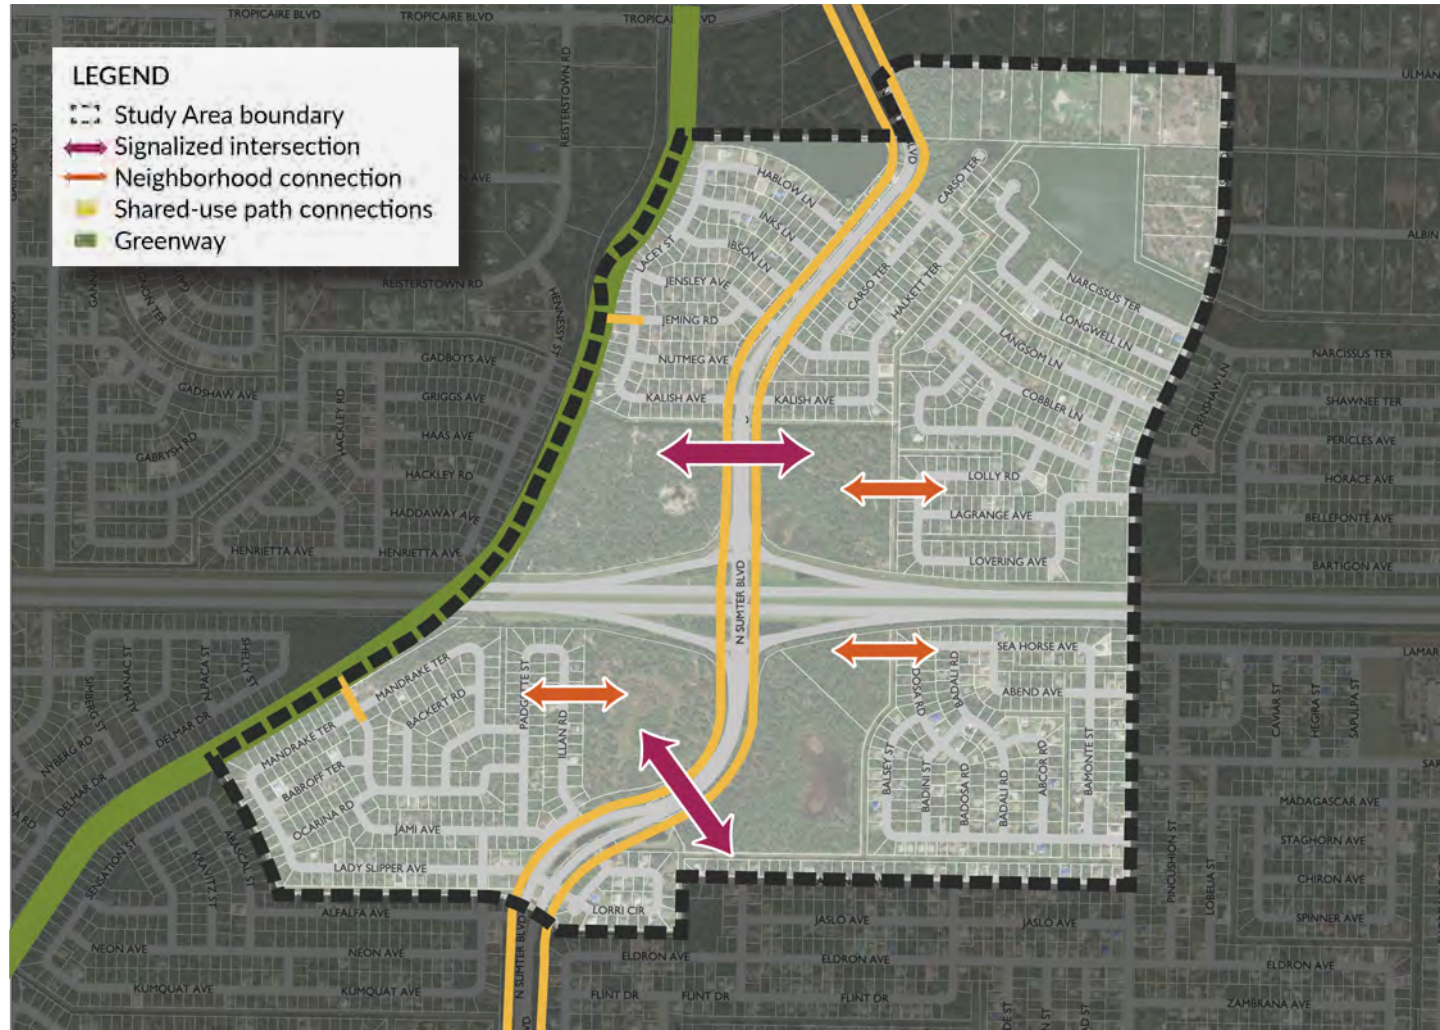 TROPICAIRE BLVD
TROPICAIRE BLVD
TROPICAIRE BLVD
LEGEND
Study Area boundary
Signalized intersection
Neighborhood connection
Shared-use path connections
Greenway
REISTERSTOWN RD
ULMAN
BLVD
CARSO TER
HABLOW LN
INKS LN
IBSON LN
LACEY ST
ALBIN
JENSLEY AVE
CARSO TER
HALKETT TER
NARCISSUS TER
REISTERSTOWN RD
HENNESSY ST
JEMING RD
LONGWELL LN
LANGSOM LN
NARCISSUS TER
GADBOYS AVE
NUTMEG AVE
CRENSHAW LN
GADSHAW AVE
HACKLEY RD
GRIGGS AVE
KALISH AVE
KALISH AVE
COBBLER LN
SHAWNEE TER
GABRYSH RD
HAAS AVE
PERICLES AVE
HACKLEY RD
LOLLY RD
HORACE AVE
HADDAWAY AVE
LAGRANGE AVE
BELLEFONTE AVE
HENRIETTA AVE
HENRIETTA AVE
LOVERING AVE
BARTIGON AVE
N SUMTER BLVD
SHELLY ST
ALPACA ST
ALMANAC ST
SIMBERG ST
NYBERG RD
DELMAR DR
DELMAR DR
MANDRAKE TER
BACKERT RD
PADGETTE ST
ILLAN RD
SEA HORSE AVE
LAMAR
BADALI RD
ABEND AVE
CAVIAR ST
HEGIRA ST
SAPULPA ST
MANDRAKE TER
BABROFF TER
OCARINA RD
BALSEY ST
BADINI ST
BADOSA RD
BADALI RD
ABCOR RD
BAMONTE ST
SAR
JAMI AVE
MADAGASCAR AVE
LADY SLIPPER AVE
SENSATION ST
KRAVITZ ST
ABASCAL ST
PINCUSHION ST
LOBELIA ST
STAGHORN AVE
CHIRON AVE
ALFALFA AVE
LORRI CIR
JASLO AVE
JASLO AVE
SPINNER AVE
NEON AVE
NEON AVE
N SUMTER BLVD
ELDRON AVE
ELDRON AVE
ELDRON AVE
KUMQUAT AVE
KUMQUAT AVE
FLINT DR
FLINT DR
FLINT DR
ZAMBRANA AVE